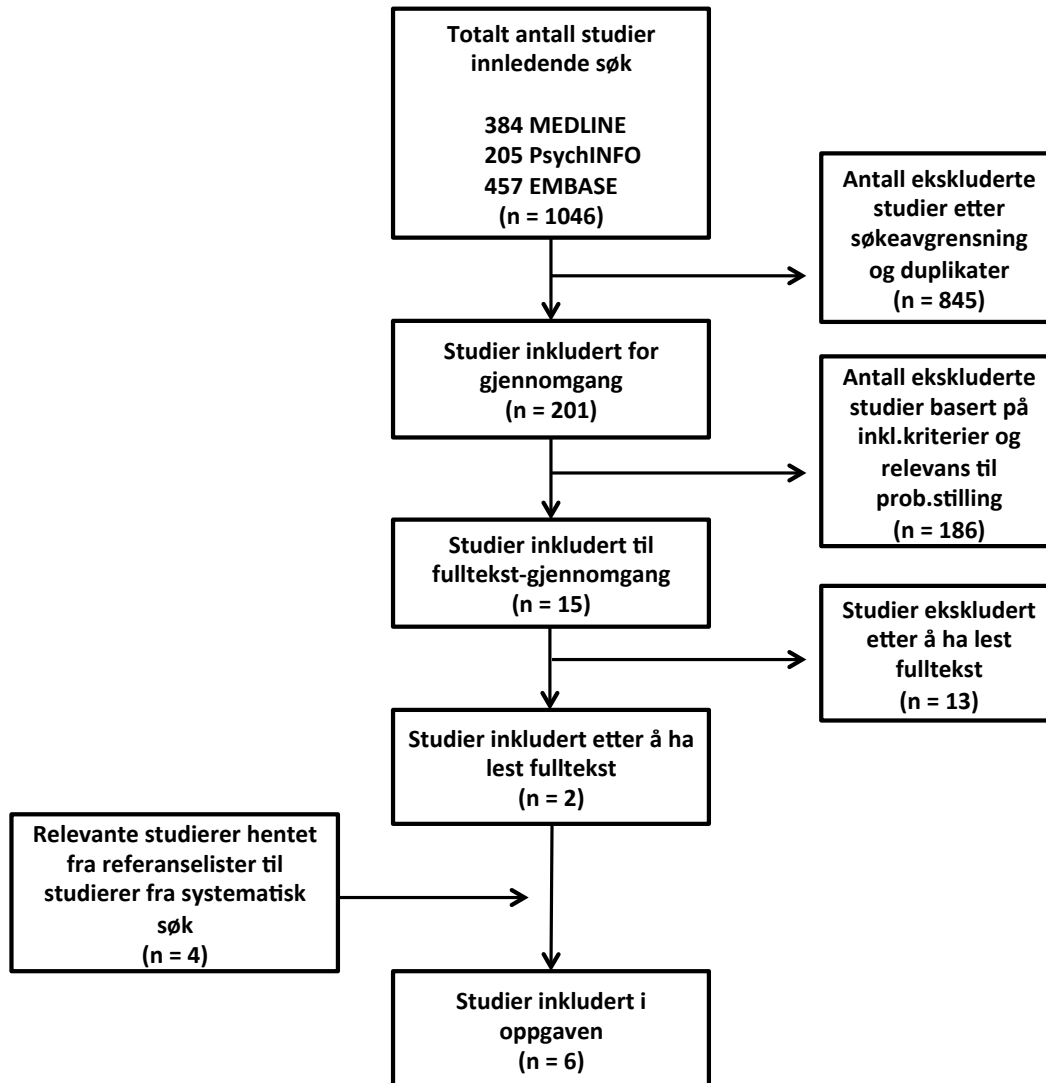 Totalt antall studier
innledende søk
384 MEDLINE
205 PsychINFO
457 EMBASE
(n = 1046)
Antall ekskluderte
studier etter
søkeavgrensning
og duplikater
(n = 845)
Studier inkludert for
gjennomgang
(n = 201)
Antall ekskluderte
studier basert på
inkl.kriterier og
relevans til
prob.stilling
(n = 186)
Studier inkludert til
fulltekst-gjennomgang
(n = 15)
Studier ekskludert
etter å ha lest
fulltekst
(n = 13)
Studier inkludert etter å ha
lest fulltekst
(n = 2)
Relevante studierer hentet
fra referanselister til
studierer fra systematisk
søk
(n = 4)
Studier inkludert i
oppgaven
(n = 6)